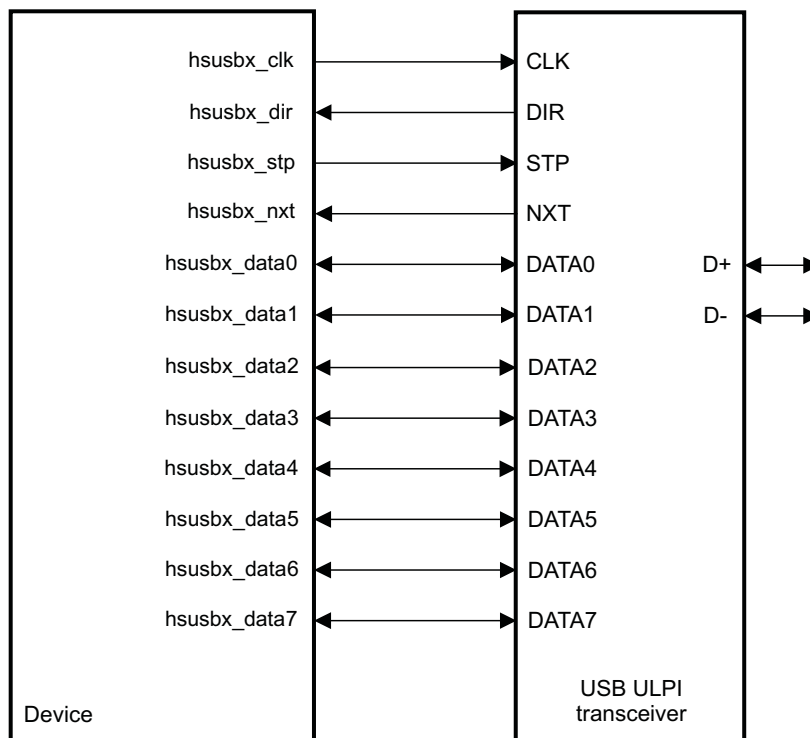 hsusbx_clk CLK
hsusbx_dir DIR
hsusbx_stp STP
hsusbx_nxt NXT
hsusbx_data0 DATA0 D+
hsusbx_data1 DATA1 D-
hsusbx_data2 DATA2
hsusbx_data3 DATA3
hsusbx_data4 DATA4
hsusbx_data5 DATA5
hsusbx_data6 DATA6
hsusbx_data7 DATA7
Device
USB ULPI
transceiver